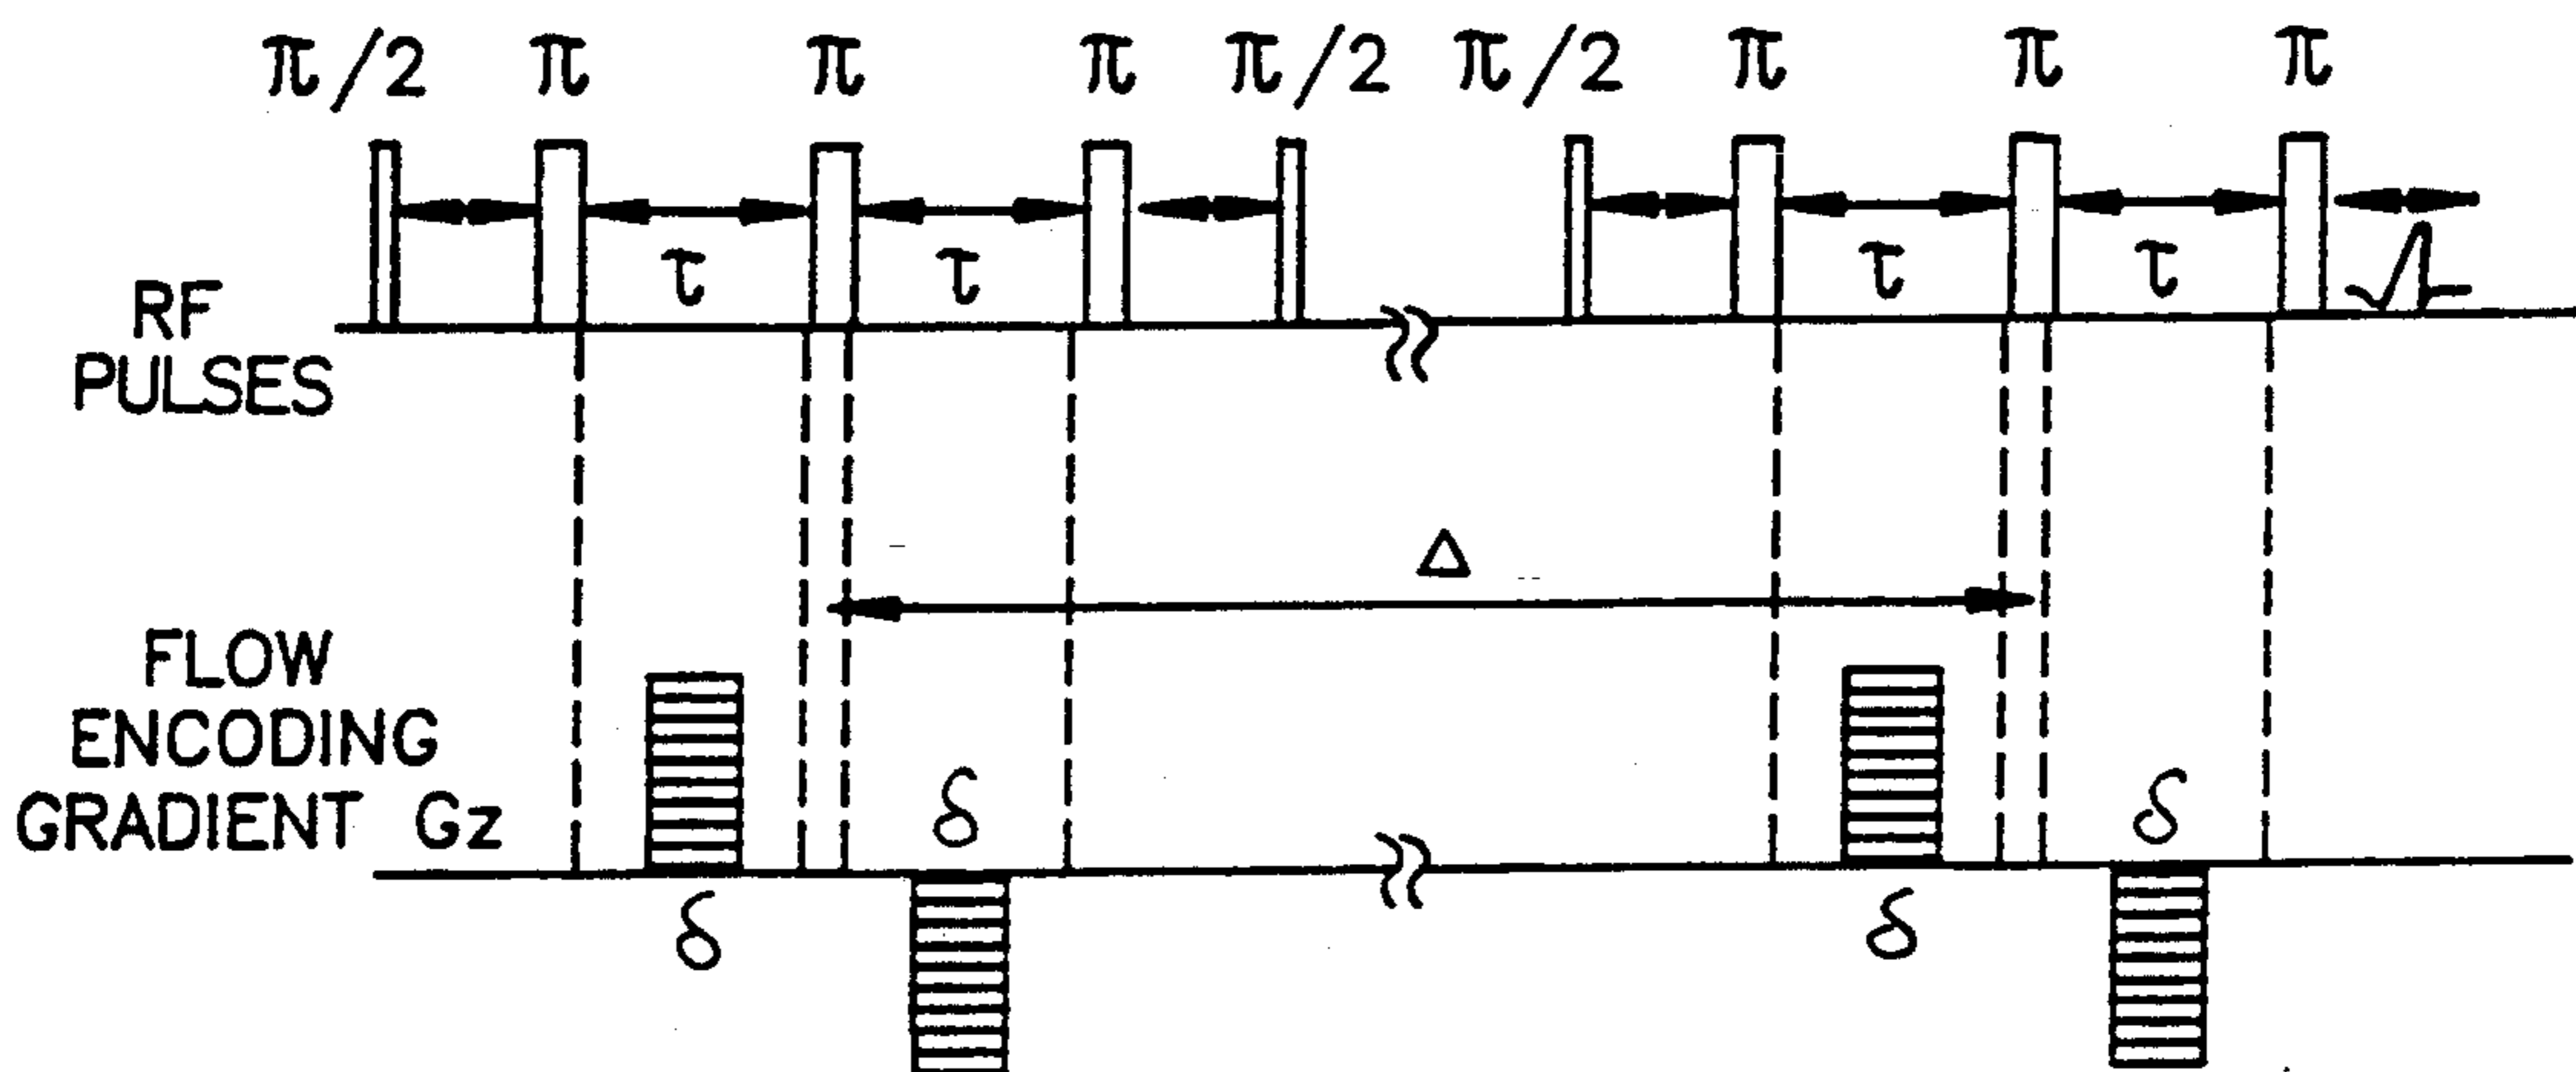 π/2 π π π π/2 π/2 π π π
τ τ τ τ
RF
PULSES
Δ
FLOW
ENCODING
GRADIENT Gz
δ δ
δ δ